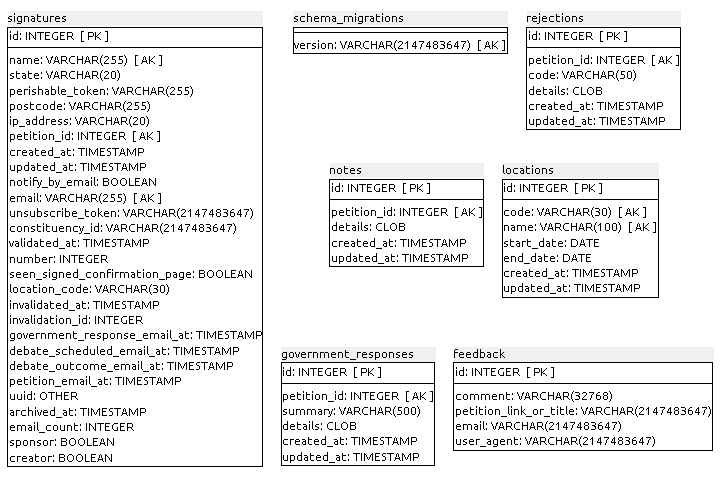 signatures
id: INTEGER [ PK ]
name: VARCHAR(255) [ AK ]
state: VARCHAR(20)
perishable_token: VARCHAR(255)
postcode: VARCHAR(255)
ip_address: VARCHAR(20)
petition_id: INTEGER [ AK ]
created_at: TIMESTAMP
updated_at: TIMESTAMP
notify_by_email: BOOLEAN
email: VARCHAR(255) [ AK ]
unsubscribe_token: VARCHAR(2147483647)
constituency_id: VARCHAR(2147483647)
validated_at: TIMESTAMP
number: INTEGER
seen_signed_confirmation_page: BOOLEAN
location_code: VARCHAR(30)
invalidated_at: TIMESTAMP
invalidation_id: INTEGER
government_response_email_at: TIMESTAMP
debate_scheduled_email_at: TIMESTAMP
debate_outcome_email_at: TIMESTAMP
petition_email_at: TIMESTAMP
uuid: OTHER
archived_at: TIMESTAMP
email_count: INTEGER
sponsor: BOOLEAN
creator: BOOLEAN
schema_migrations
version: VARCHAR(2147483647) [ AK ]
rejections
id: INTEGER [ PK ]
petition_id: INTEGER [ AK ]
code: VARCHAR(50)
details: CLOB
created_at: TIMESTAMP
updated_at: TIMESTAMP
notes
id: INTEGER [ PK ]
petition_id: INTEGER [ AK ]
details: CLOB
created_at: TIMESTAMP
updated_at: TIMESTAMP
locations
id: INTEGER [ PK ]
code: VARCHAR(30) [ AK ]
name: VARCHAR(100) [ AK ]
start_date: DATE
end_date: DATE
created_at: TIMESTAMP
updated_at: TIMESTAMP
government_responses
id: INTEGER [ PK ]
petition_id: INTEGER [ AK ]
summary: VARCHAR(500)
details: CLOB
created_at: TIMESTAMP
updated_at: TIMESTAMP
feedback
id: INTEGER [ PK ]
comment: VARCHAR(32768)
petition_link_or_title: VARCHAR(2147483647)
email: VARCHAR(2147483647)
user_agent: VARCHAR(2147483647)